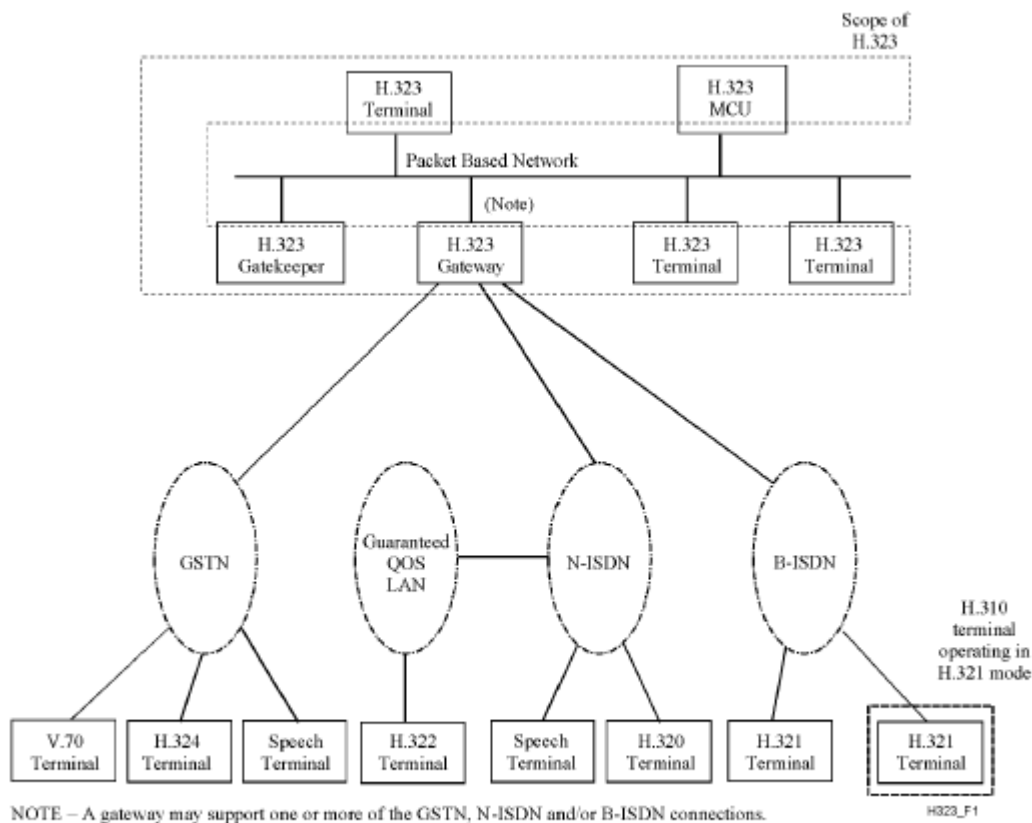 Scope of
H.323
H.323
Terminal
H.323
MCU
Packet Based Network
(Note)
H.323
Gatekeeper
H.323
Gateway
H.323
Terminal
H.323
Terminal
GSTN
Guaranteed
QOS
LAN
N-ISDN
B-ISDN
H.310
terminal
operating in
H.321 mode
V.70
Terminal
H.324
Terminal
Speech
Terminal
H.322
Terminal
Speech
Terminal
H.320
Terminal
H.321
Terminal
H.321
Terminal
NOTE – A gateway may support one or more of the GSTN, N-ISDN and/or B-ISDN connections.
H323_F1